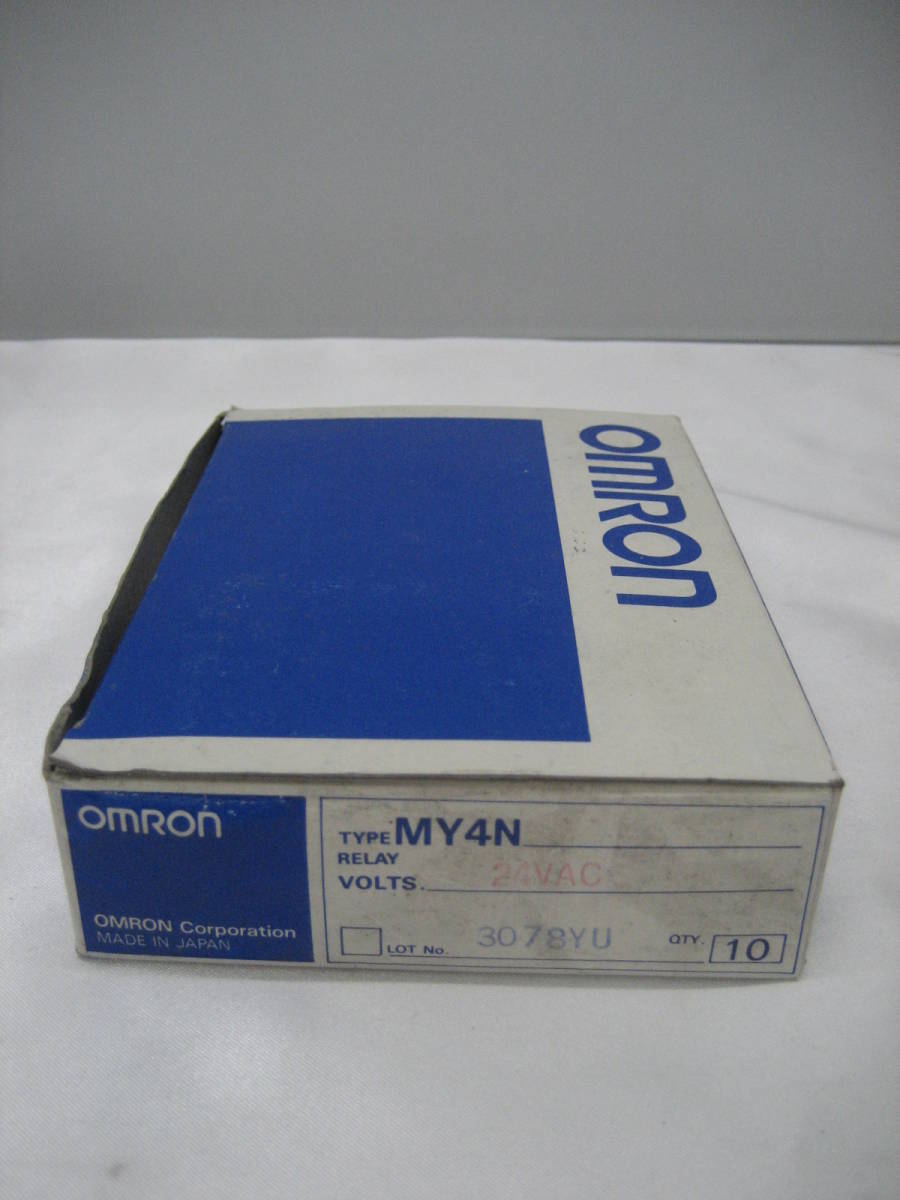 OMRON
OMRON
OMRON Corporation
MADE IN JAPAN
TYPE MY4N
RELAY
VOLTS. 24VAC
LOT No. 3078YU
QTY. 10